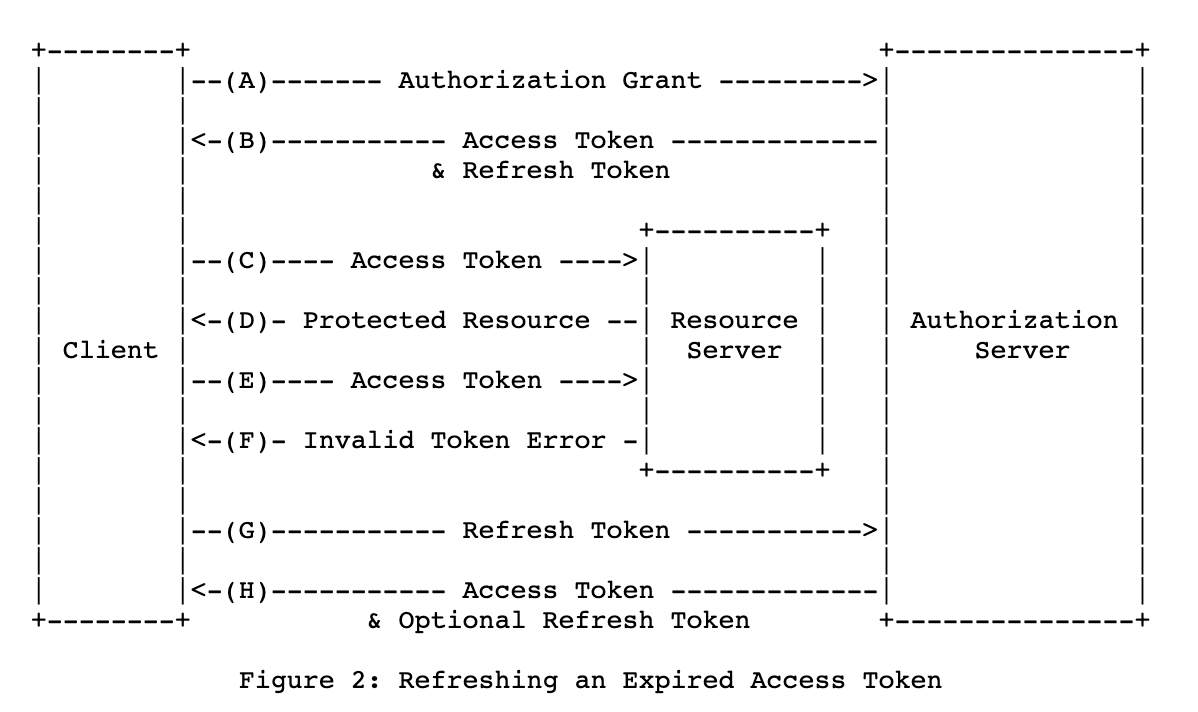 +--------+                                           +---------------+
|        |--(A)------- Authorization Grant --------->|               |
|        |                                           |               |
|        |<-(B)----------- Access Token -------------|               |
|        |               & Refresh Token             |               |
|        |                                           |               |
|        |                            +----------+   |               |
|        |--(C)---- Access Token ---->|          |   |               |
|        |                            |          |   |               |
|        |<-(D)- Protected Resource --| Resource |   | Authorization |
| Client |                            |  Server  |   |     Server    |
|        |--(E)---- Access Token ---->|          |   |               |
|        |                            |          |   |               |
|        |<-(F)- Invalid Token Error -|          |   |               |
|        |                            +----------+   |               |
|        |                                           |               |
|        |--(G)----------- Refresh Token ----------->|               |
|        |                                           |               |
|        |<-(H)----------- Access Token -------------|               |
+--------+           & Optional Refresh Token        +---------------+

Figure 2: Refreshing an Expired Access Token